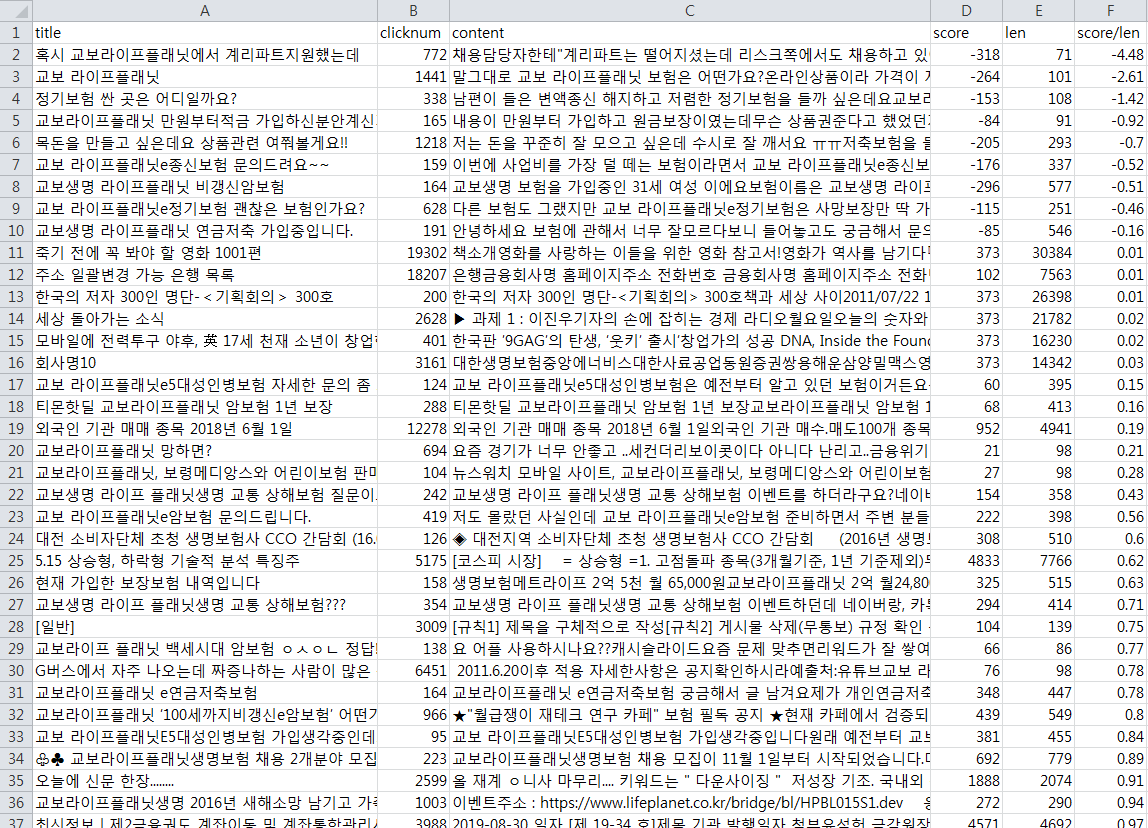 A B C D E F
1 title clicknum content score len score/len
2 혹시 교보라이프플래닛에서 계리파트지원했는데 772 채용담당자한테"계리파트는 떨어지셨는데 리스크쪽에서도 채용하고 있 -318 71 -4.48
3 교보 라이프플래닛 1441 말그대로 교보 라이프플래닛 보험은 어떤가요?온라인상품이라 가격이 -264 101 -2.61
4 정기보험 싼 곳은 어디일까요? 338 남편이 들은 변액종신 해지하고 저렴한 정기보험을 들까 싶은데요교보라 -153 108 -1.42
5 교보라이프플래닛 만원부터적금 가입하신분안계신 165 내용이 만원부터 가입하고 원금보장이였는데무슨 상품권준다고 했었던 -84 91 -0.92
6 목돈을 만들고 싶은데요 상품관련 여쭤볼게요!! 1218 저는 돈을 꾸준히 잘 모으고 싶은데 수시로 잘 깨서요 ㅠㅠ저축보험을 -205 293 -0.7
7 교보 라이프플래닛e종신보험 문의드려요~~ 159 이번에 사업비를 가장 덜 떼는 보험이라면서 교보 라이프플래닛e종신보 -176 337 -0.52
8 교보생명 라이프플래닛 비갱신암보험 164 교보생명 보험을 가입중인 31세 여성 이에요보험이름은 교보생명 라이프 -296 577 -0.51
9 교보 라이프플래닛e정기보험 괜찮은 보험인가요? 628 다른 보험도 그랬지만 교보 라이프플래닛e정기보험은 사망보장만 딱 가 -115 251 -0.46
10 교보생명 라이프플래닛 연금저축 가입중입니다. 191 안녕하세요 보험에 관해서 너무 잘모르다보니 들어놓고도 궁금해서 문의 -85 546 -0.16
11 죽기 전에 꼭 봐야 할 영화 1001편 19302 책소개영화를 사랑하는 이들을 위한 영화 참고서!영화가 역사를 남기다 373 30384 0.01
12 주소 일괄변경 가능 은행 목록 18207 은행금융회사명 홈페이지주소 전화번호 금융회사명 홈페이지주소 전화 102 7563 0.01
13 한국의 저자 300인 명단-＜기획회의＞ 300호 200 한국의 저자 300인 명단-<기획회의> 300호책과 세상 사이2011/07/22 1 373 26398 0.01
14 세상 돌아가는 소식 2628 ▶ 과제 1 : 이진우기자의 손에 잡히는 경제 라디오월요일오늘의 숫자와 373 21782 0.02
15 모바일에 전력투구 야후, 英 17세 천재 소년이 창업한 401 한국판 '9GAG'의 탄생, '웃키' 출시'창업가의 성공 DNA, Inside the Found 373 16230 0.02
16 회사명10 3161 대한생명보험중앙에너비스대한사료공업동원증권쌍용해운삼양밀맥스영 373 14342 0.03
17 교보 라이프플래닛e5대성인병보험 자세한 문의 좀 124 교보 라이프플래닛e5대성인병보험은 예전부터 알고 있던 보험이거든요 60 395 0.15
18 티몬핫딜 교보라이프플래닛 암보험 1년 보장 288 티몬핫딜 교보라이프플래닛 암보험 1년 보장교보라이프플래닛 암보험 1 68 413 0.16
19 외국인 기관 매매 종목 2018년 6월 1일 12278 외국인 기관 매매 종목 2018년 6월 1일외국인 기관 매수.매도100개 종목 952 4941 0.19
20 교보라이프플래닛 망하면? 694 요즘 경기가 너무 안좋고 ..세컨더리보이콧이다 아니다 난리고..금융위기 21 98 0.21
21 교보라이프플래닛, 보령메디앙스와 어린이보험 판매 104 뉴스워치 모바일 사이트, 교보라이프플래닛, 보령메디앙스와 어린이보험 27 98 0.28
22 교보생명 라이프 플래닛생명 교통 상해보험 질문이 242 교보생명 라이프 플래닛생명 교통 상해보험 이벤트를 하더라구요?네이버 154 358 0.43
23 교보 라이프플래닛e암보험 문의드립니다. 419 저도 몰랐던 사실인데 교보 라이프플래닛e암보험 준비하면서 주변 분들 222 398 0.56
24 대전 소비자단체 초청 생명보험사 CCO 간담회 (16. 126 ◈ 대전지역 소비자단체 초청 생명보험사 CCO 간담회 (2016년 생명보 308 510 0.6
25 5.15 상승형, 하락형 기술적 분석 특징주 5175 [코스피 시장] = 상승형 =1. 고점돌파 종목(3개월기준, 1년 기준제외) 4833 7766 0.62
26 현재 가입한 보장보험 내역입니다 158 생명보험메트라이프 2억 5천 월 65,000원교보라이프플래닛 2억 월24,80 325 515 0.63
27 교보생명 라이프 플래닛생명 교통 상해보험??? 354 교보생명 라이프 플래닛생명 교통 상해보험 이벤트하던데 네이버랑, 카 294 414 0.71
28 [일반] 3009 [규칙1] 제목을 구체적으로 작성[규칙2] 게시물 삭제(무통보) 규정 확인 104 139 0.75
29 교보라이프 플래닛 백세시대 암보험 ㅇㅅㅇㄴ 정답! 138 요 어플 사용하시나요??캐시슬라이드요즘 문제 맞추면리워드가 잘 쌓여 66 86 0.77
30 G버스에서 자주 나오는데 짜증나하는 사람이 많은 6451 2011.6.20이후 적용 자세한사항은 공지확인하시라예출처:유튜브교보 라 76 98 0.78
31 교보라이프플래닛 e연금저축보험 164 교보라이프플래닛 e연금저축보험 궁금해서 글 남겨요제가 개인연금저축 348 447 0.78
32 교보라이프플래닛 '100세까지비갱신e암보험' 어떤가 966 ★"월급쟁이 재테크 연구 카페" 보험 필독 공지 ★현재 카페에서 검증되 439 549 0.8
33 교보 라이프플래닛E5대성인병보험 가입생각중인데 95 교보 라이프플래닛E5대성인병보험 가입생각중입니다원래 예전부터 교보 381 455 0.84
34 ♧♣ 교보라이프플래닛생명보험 채용 2개분야 모집 223 교보라이프플래닛생명보험 채용 모집이 11월 1일부터 시작되었습니다. 692 779 0.89
35 오늘에 신문 한장........ 2599 올 재계 ㅇ니사 마무리.... 키워드는 " 다운사이징 " 저성장 기조. 국내외 1888 2074 0.91
36 교보라이프플래닛생명 2016년 새해소망 남기고 가족 1003 이벤트주소 : https://www.lifeplanet.co.kr/bridge/bl/HPBL015S1.dev 272 290 0.94
37 최신정보ㅣ제2금융권도 계좌이동 및 계좌통합관리 3988 2019-08-30 일자 [제 19-34 호]제목 기관 발행일자 첨부유성헌 금감원장 4571 4692 0.97